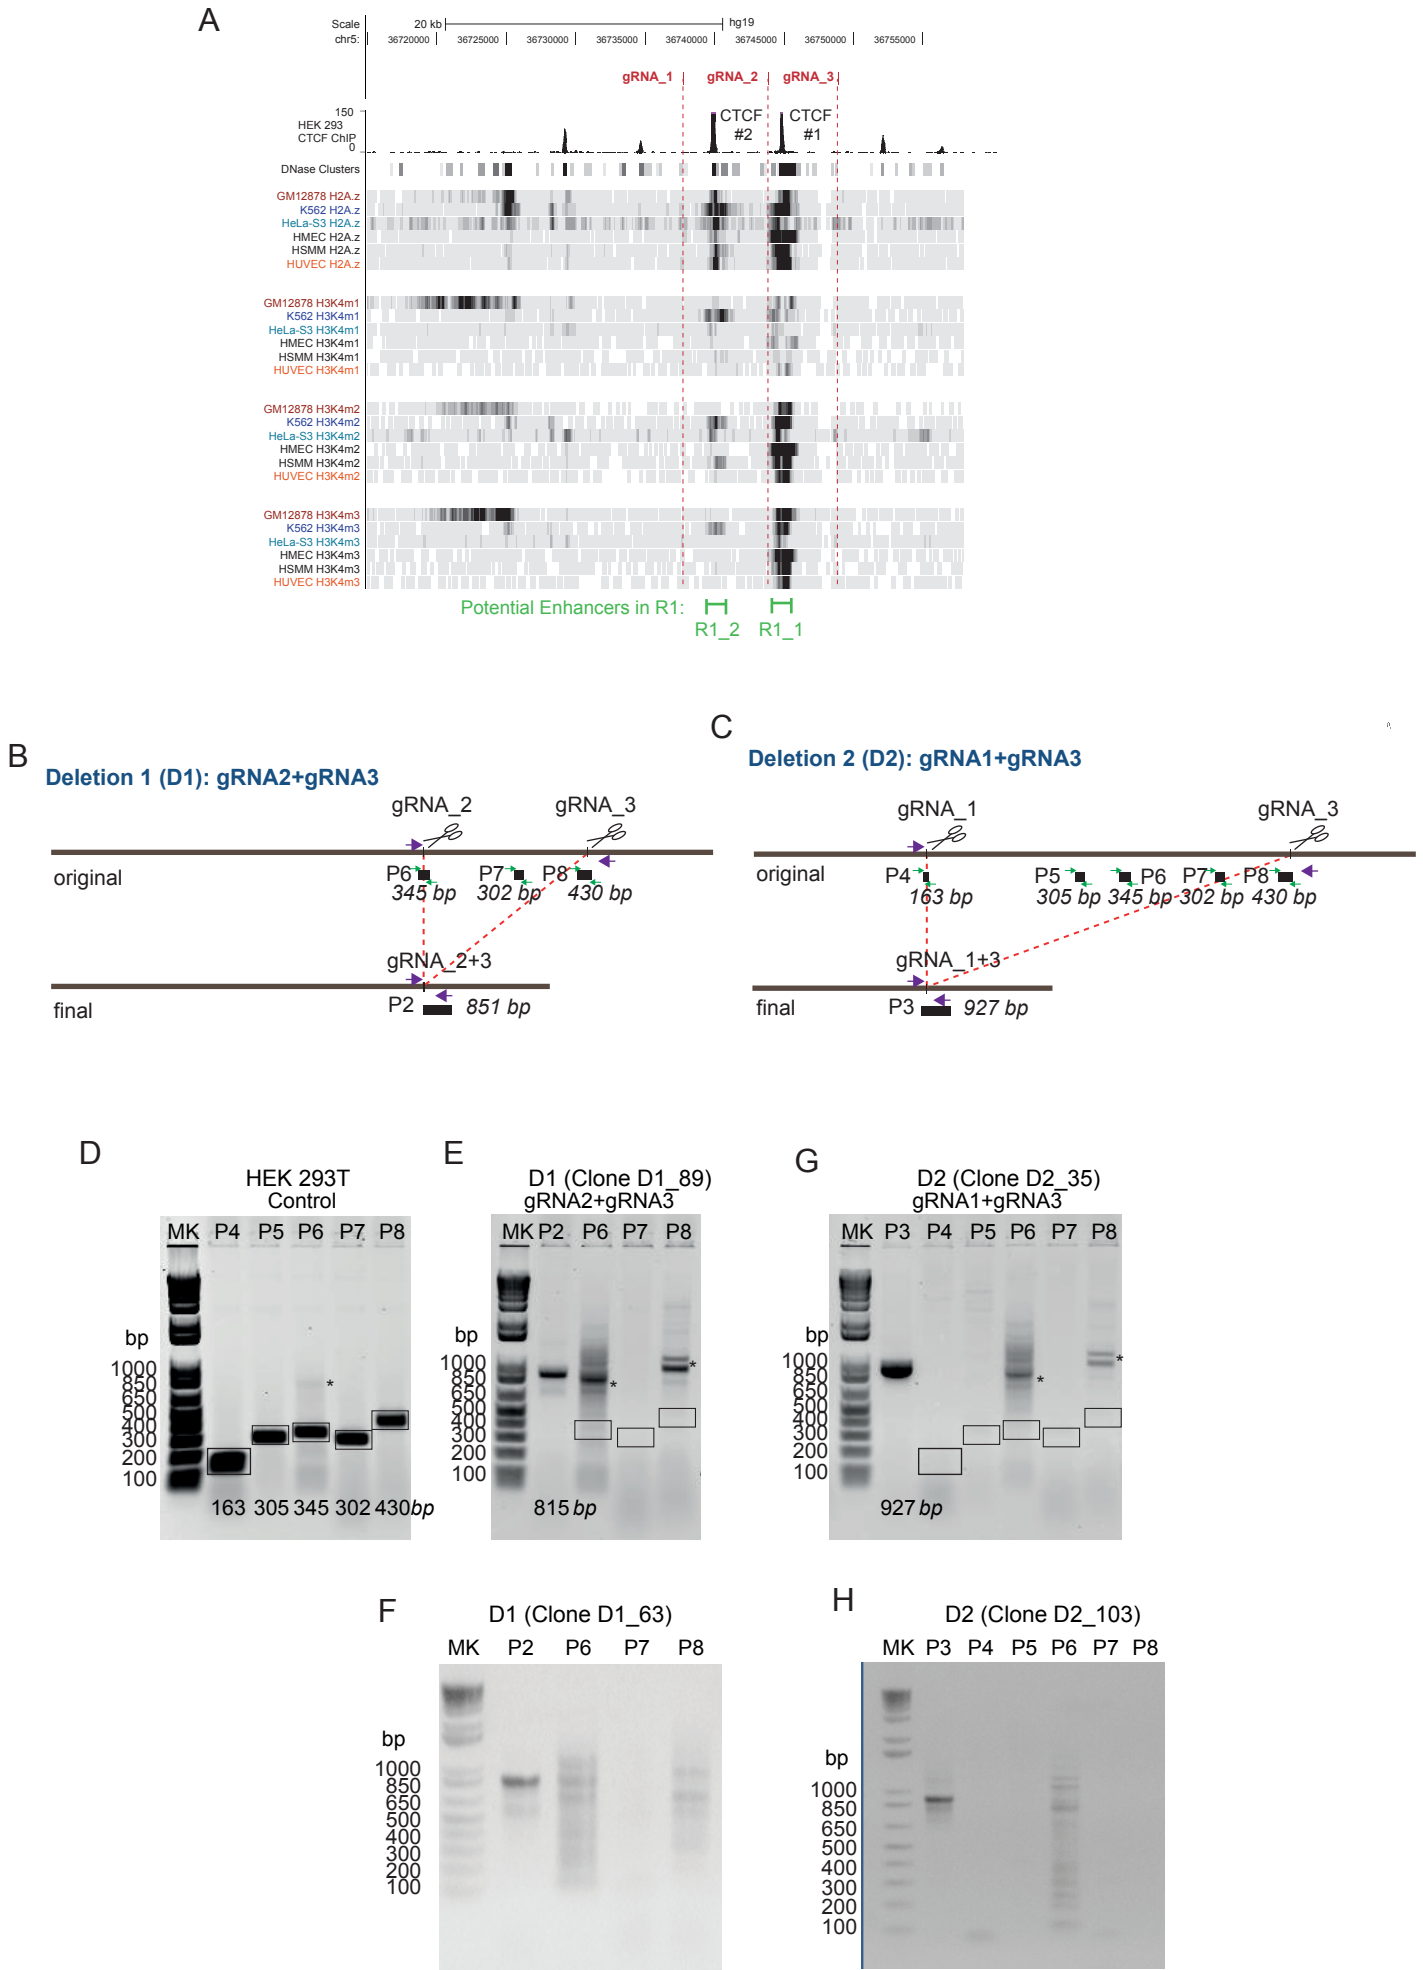 A
Scale
20 kb
hg19
chr5:
36720000
36725000
36730000
36735000
36740000
36745000
36750000
36755000
gRNA_1
gRNA_2
gRNA_3
150
HEK 293
CTCF ChIP
0
CTCF
#2
CTCF
#1
DNase Clusters
GM12878 H2A.z
K562 H2A.z
HeLa-S3 H2A.z
HMEC H2A.z
HSMM H2A.z
HUVEC H2A.z
GM12878 H3K4m1
K562 H3K4m1
HeLa-S3 H3K4m1
HMEC H3K4m1
HSMM H3K4m1
HUVEC H3K4m1
GM12878 H3K4m2
K562 H3K4m2
HeLa-S3 H3K4m2
HMEC H3K4m2
HSMM H3K4m2
HUVEC H3K4m2
GM12878 H3K4m3
K562 H3K4m3
HeLa-S3 H3K4m3
HMEC H3K4m3
HSMM H3K4m3
HUVEC H3K4m3
Potential Enhancers in R1:
R1_2
R1_1
B
Deletion 1 (D1): gRNA2+gRNA3
gRNA_2
gRNA_3
original
P6
P7
P8
345 bp
302 bp
430 bp
gRNA_2+3
P2
851 bp
final
C
Deletion 2 (D2): gRNA1+gRNA3
gRNA_1
gRNA_3
original
P4
P5
P6
P7
P8
163 bp
305 bp
345 bp
302 bp
430 bp
gRNA_1+3
P3
927 bp
final
D
HEK 293T
Control
MK P4 P5 P6 P7 P8
bp
1000
850
650
500
400
300
200
100
*
163 305 345 302 430bp
E
D1 (Clone D1_89)
gRNA2+gRNA3
MK P2 P6 P7 P8
bp
1000
850
650
500
400
300
200
100
*
*
815 bp
G
D2 (Clone D2_35)
gRNA1+gRNA3
MK P3 P4 P5 P6 P7 P8
bp
1000
850
650
500
400
300
200
100
*
*
927 bp
F
D1 (Clone D1_63)
MK P2 P6 P7 P8
bp
1000
850
650
500
400
300
200
100
H
D2 (Clone D2_103)
MK P3 P4 P5 P6 P7 P8
bp
1000
850
650
500
400
300
200
100